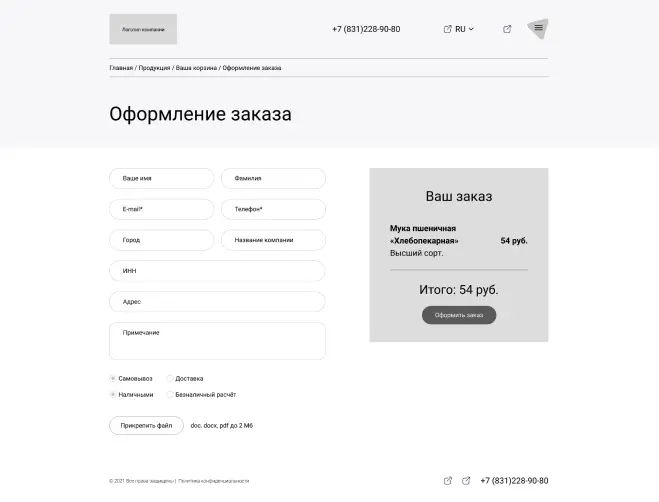 Логотип компании
+7 (831)228-90-80
RU
Главная / Продукция / Ваша корзина / Оформление заказа
Оформление заказа
Ваше имя
Фамилия
E-mail*
Телефон*
Город
Название компании
ИНН
Адрес
Примечание
Самовывоз
Доставка
Наличными
Безналичный расчёт
Прикрепить файл
doc. docx, pdf до 2 Мб
Ваш заказ
Мука пшеничная
«Хлебопекарная» 54 руб.
Высший сорт.
Итого: 54 руб.
Оформить заказ
© 2021 Все права защищены | Политика конфиденциальности
+7 (831)228-90-80